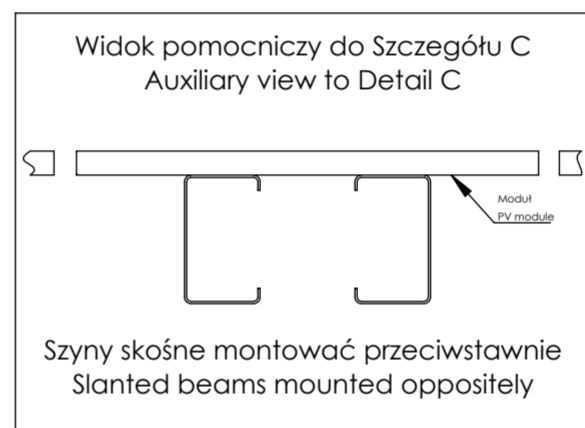 Widok pomocniczy do Szczegółu C
Auxiliary view to Detail C
Moduł
PV module
Szyny skośne montować przeciwstawnie
Slanted beams mounted oppositely